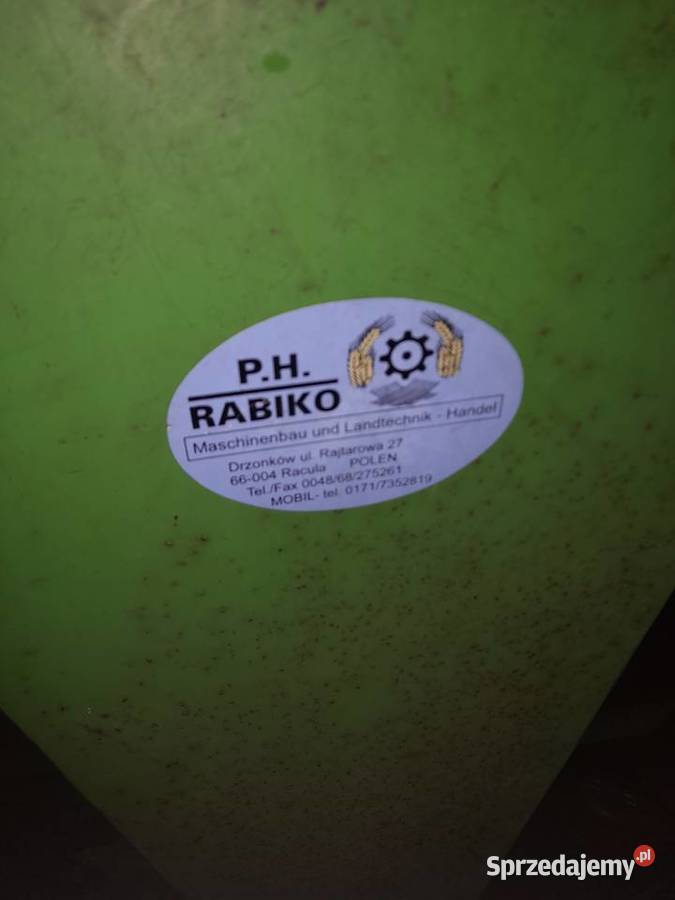 P.H.
RABIKO
Maschinenbau und Landtechnik - Handel
Drzonków ul. Rajtarowa 27
66-004 Racula POLEN
Tel./Fax 0048/68/275261
MOBIL- tel. 0171/7352819
Sprzedajemy.pl